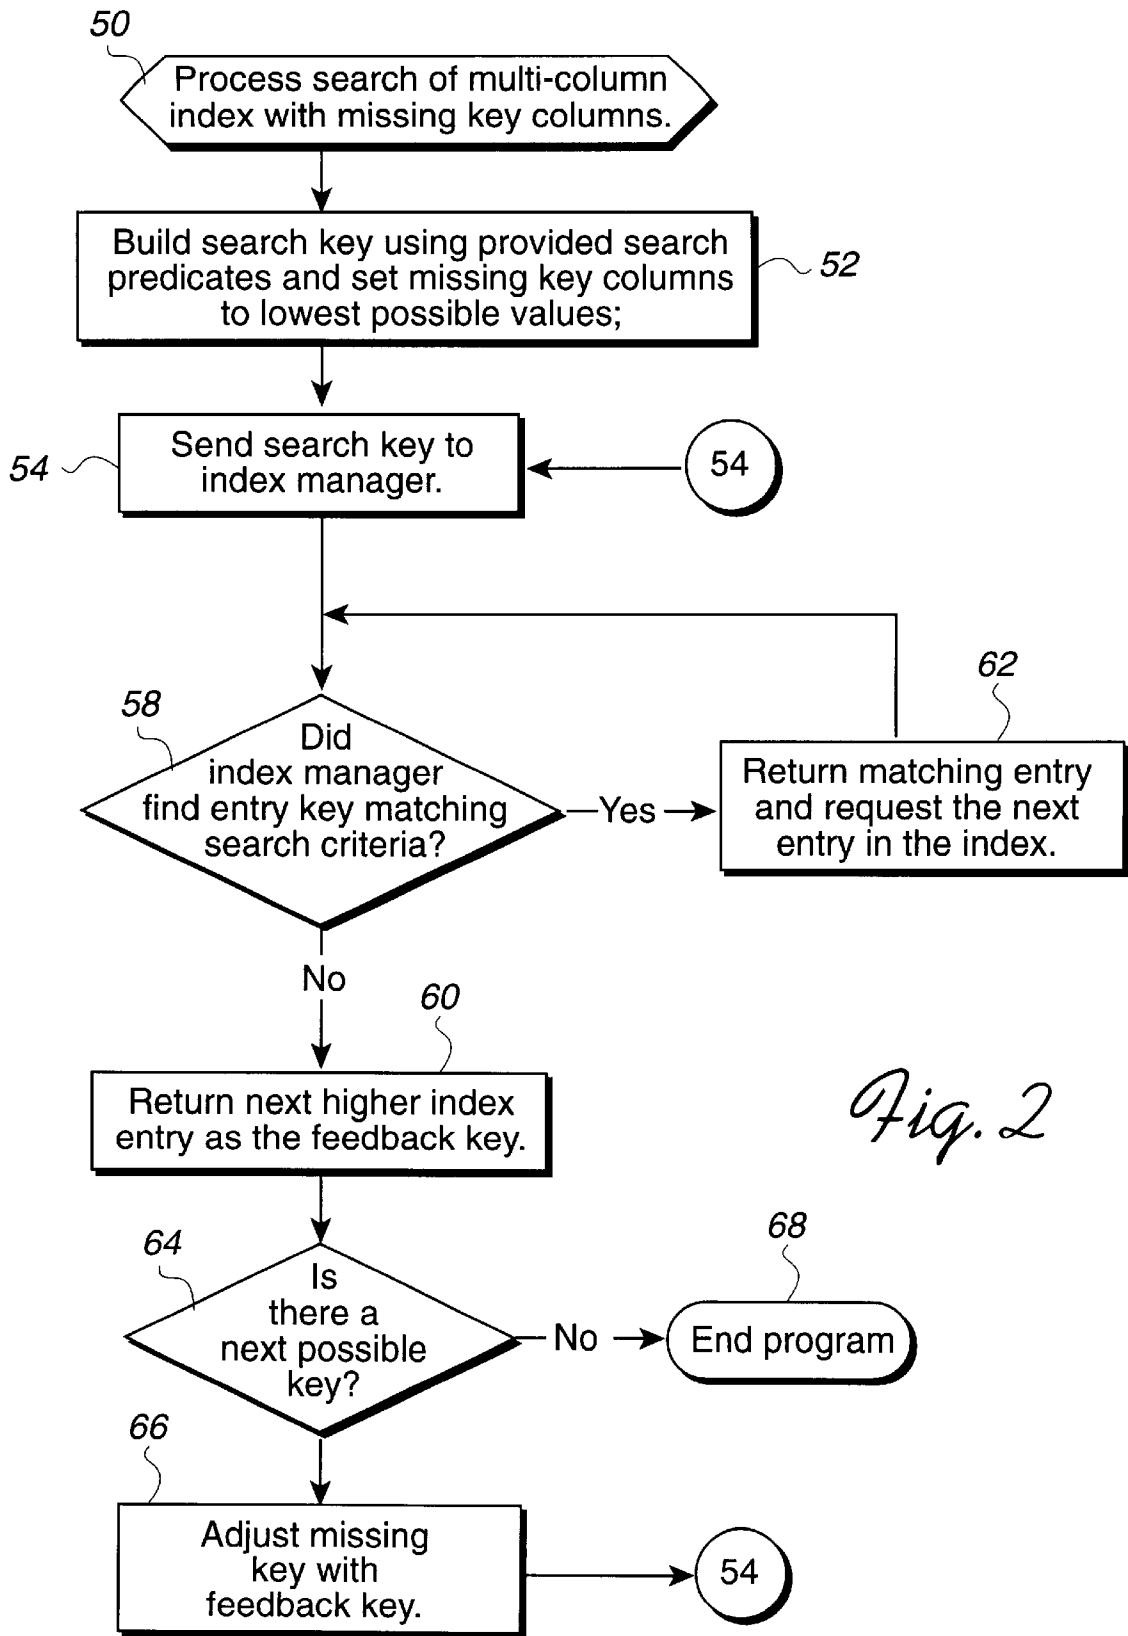 50
Process search of multi-column
index with missing key columns.
Build search key using provided search
predicates and set missing key columns
to lowest possible values;
52
Send search key to
index manager.
54
54
58
Did
index manager
find entry key matching
search criteria?
Yes
62
Return matching entry
and request the next
entry in the index.
No
60
Return next higher index
entry as the feedback key.
Fig. 2
64
Is
there a
next possible
key?
No
68
End program
66
Adjust missing
key with
feedback key.
54